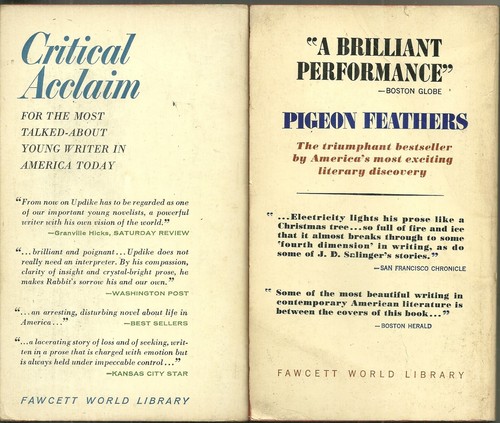 Critical
Acclaim
FOR THE MOST
TALKED-ABOUT
YOUNG WRITER IN
AMERICA TODAY
“From now on Updike has to be regarded as one
of our important young novelists, a powerful
writer with his own vision of the world.”
—Granville Hicks, SATURDAY REVIEW
“...brilliant and poignant...Updike does not
really need an interpreter. By his compassion,
clarity of insight and crystal-bright prose, he
makes Rabbit's sorrow his and our own.”
—WASHINGTON POST
“...an arresting, disturbing novel about life in
America...” —BEST SELLERS
“...a lacerating story of loss and of seeking, writ-
ten in a prose that is charged with emotion but
is always held under impeccable control...”
—KANSAS CITY STAR
FAWCETT WORLD LIBRARY
“A BRILLIANT
PERFORMANCE”
—BOSTON GLOBE
PIGEON FEATHERS
The triumphant bestseller
by America's most exciting
literary discovery
“...Electricity lights his prose like a
Christmas tree...so full of fire and ice
that it almost breaks through to some
'fourth dimension' in writing, as do
some of J. D. Salinger's stories.”
—SAN FRANCISCO CHRONICLE
“Some of the most beautiful writing in
contemporary American literature is
between the covers of this book...”
—BOSTON HERALD
FAWCETT WORLD LIBRARY